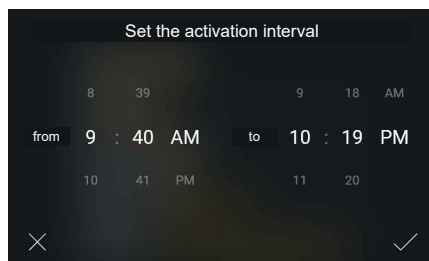 Set the activation interval
8 39 9 18 AM
from 9 : 40 AM to 10 : 19 PM
10 41 PM 11 20